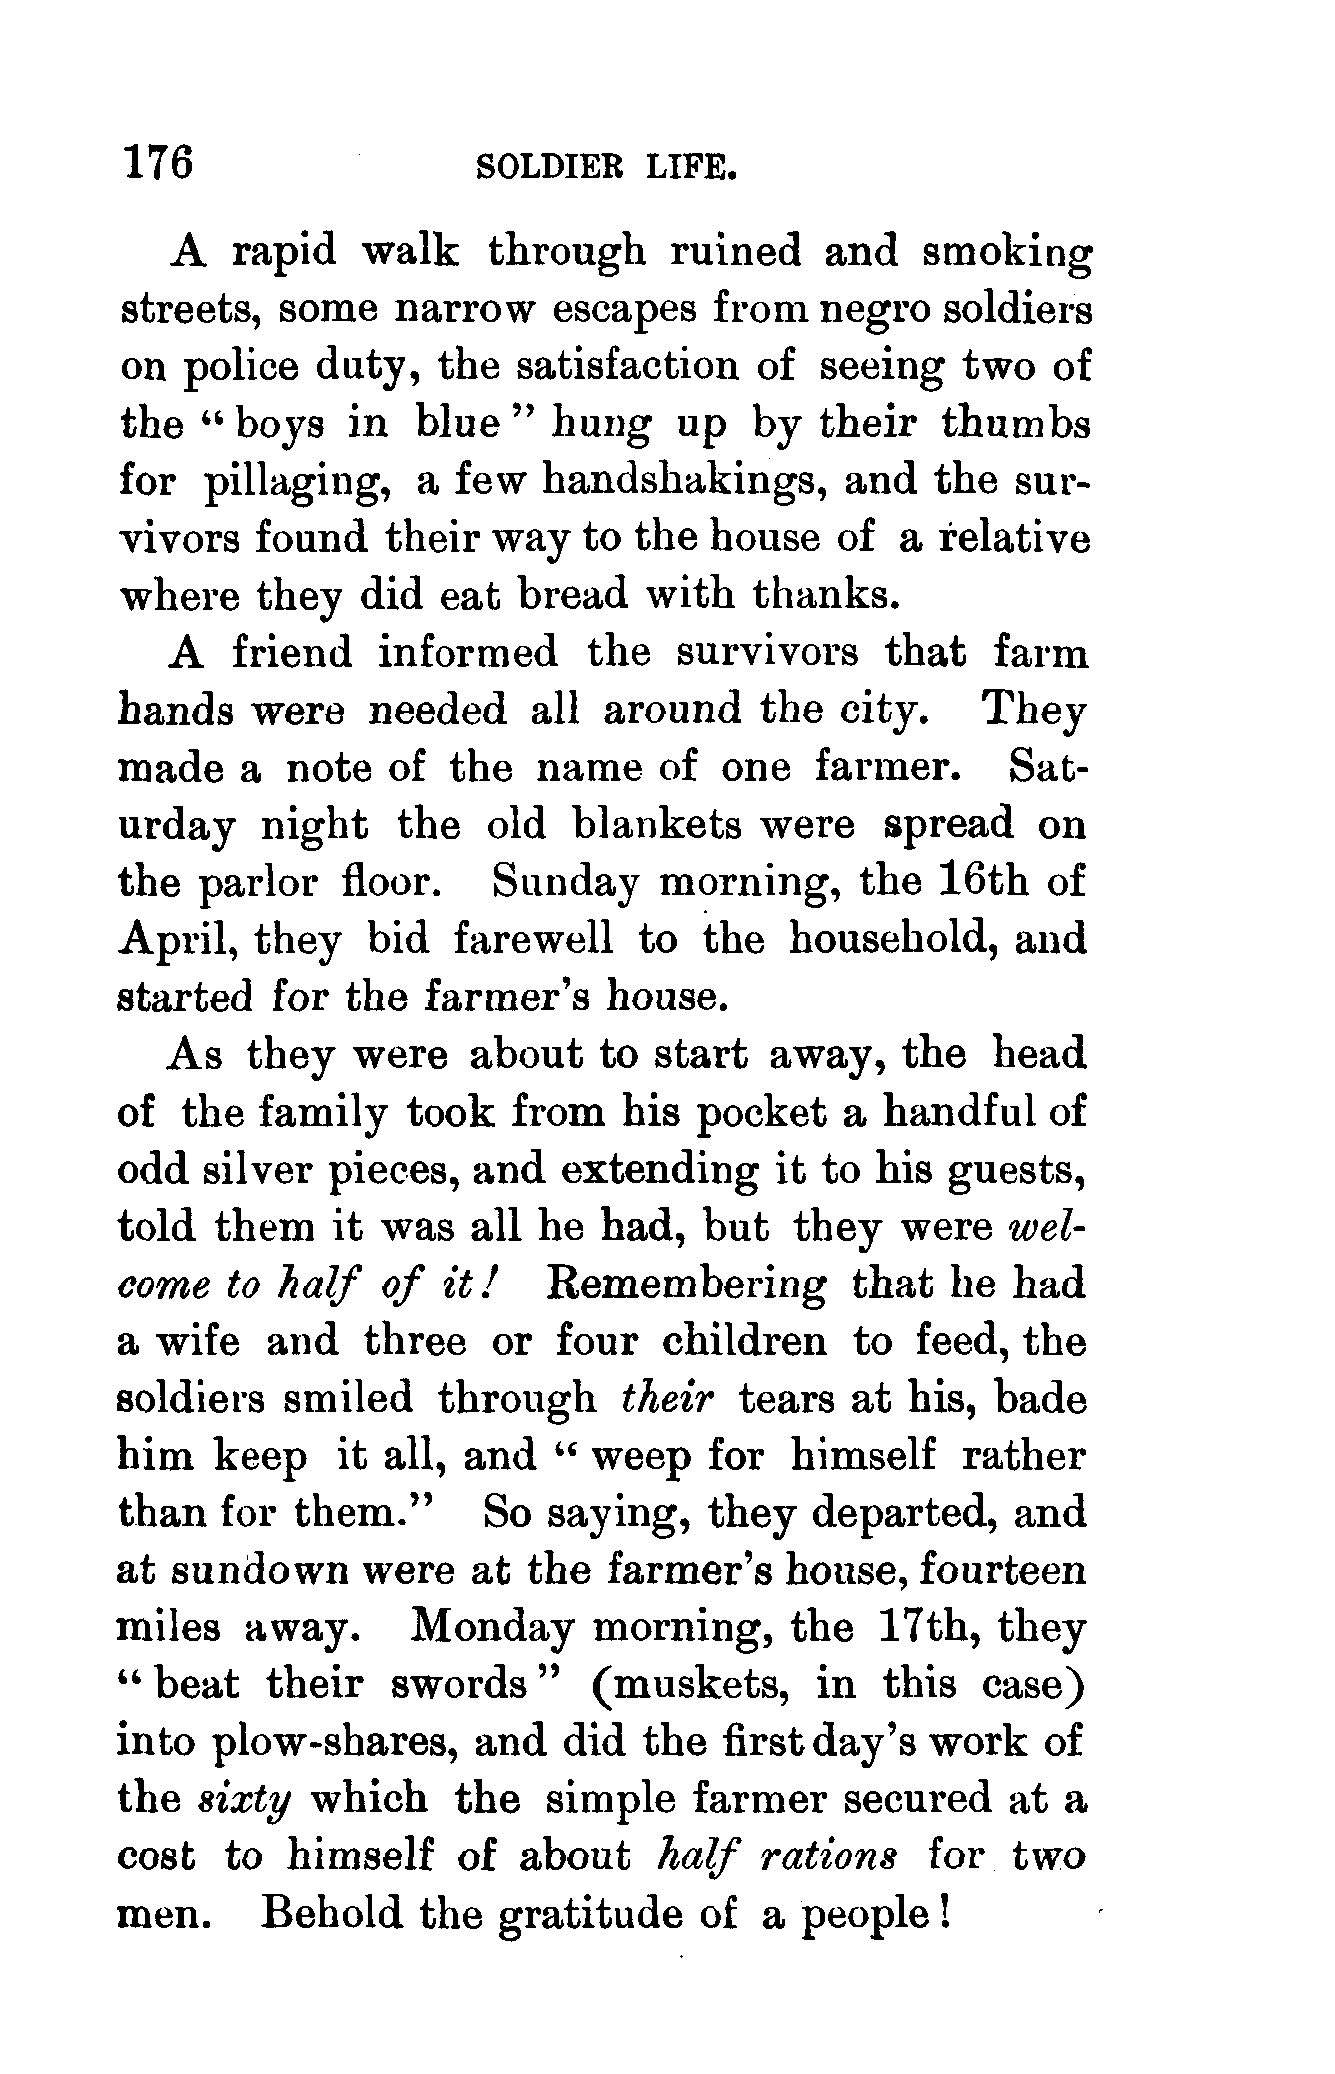 176 SOLDIER LIFE.
A rapid walk through ruined and smoking
streets, some narrow escapes from negro soldiers
on police duty, the satisfaction of seeing two of
the “boys in blue” hung up by their thumbs
for pillaging, a few handshakings, and the sur-
vivors found their way to the house of a relative
where they did eat bread with thanks.
A friend informed the survivors that farm
hands were needed all around the city. They
made a note of the name of one farmer. Sat-
urday night the old blankets were spread on
the parlor floor. Sunday morning, the 16th of
April, they bid farewell to the household, and
started for the farmer’s house.
As they were about to start away, the head
of the family took from his pocket a handful of
odd silver pieces, and extending it to his guests,
told them it was all he had, but they were wel-
come to half of it! Remembering that he had
a wife and three or four children to feed, the
soldiers smiled through their tears at his, bade
him keep it all, and “weep for himself rather
than for them.” So saying, they departed, and
at sundown were at the farmer’s house, fourteen
miles away. Monday morning, the 17th, they
“beat their swords” (muskets, in this case)
into plow-shares, and did the first day’s work of
the sixty which the simple farmer secured at a
cost to himself of about half rations for two
men. Behold the gratitude of a people!